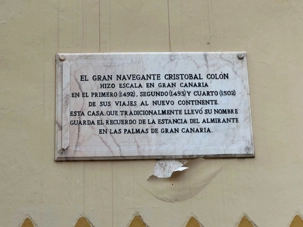 EL GRAN NAVEGANTE CRISTOBAL COLÓN
HIZO ESCALA EN GRAN CANARIA
EN EL PRIMERO (1492), SEGUNDO (1493) Y CUARTO (1502)
DE SUS VIAJES AL NUEVO CONTINENTE.
ESTA CASA, QUE TRADICIONALMENTE LLEVÓ SU NOMBRE
GUARDA EL RECUERDO DE LA ESTANCIA DEL ALMIRANTE
EN LAS PALMAS DE GRAN CANARIA.